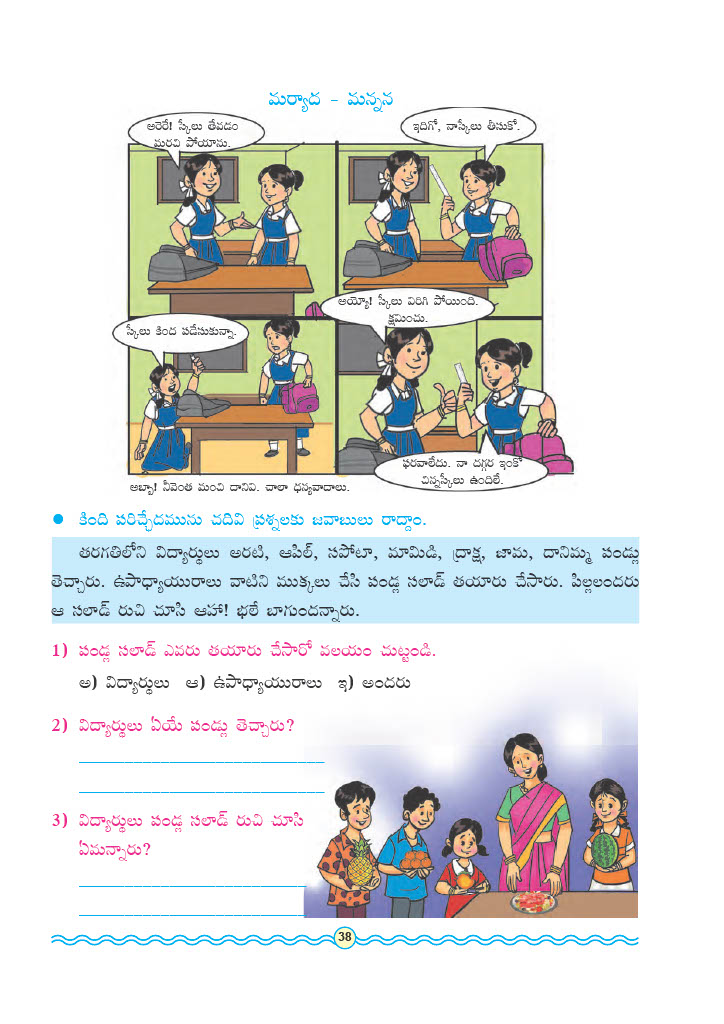 మర్యాద – మన్నన
అరెరే! స్కేలు తేవడం
మరచి పోయాను.
ఇదిగో, నాస్కేలు తీసుకో.
స్కేలు కింద పడేసుకున్నా.
అయ్యో! స్కేలు విరిగి పోయింది.
క్షమించు.
ఫరవాలేదు. నా దగ్గర ఇంకో
చిన్నస్కేలు ఉందిలే.
అబ్బా! నీవెంత మంచి దానివి. చాలా ధన్యవాదాలు.
● కింది పరిచ్ఛేదమును చదివి ప్రశ్నలకు జవాబులు రాద్దాం.
తరగతిలోని విద్యార్థులు అరటి, ఆపిల్, సపోటా, మామిడి, ద్రాక్ష, జామ, దానిమ్మ పండ్లు
తెచ్చారు. ఉపాధ్యాయురాలు వాటిని ముక్కలు చేసి పండ్ల సలాడ్ తయారు చేసారు. పిల్లలందరు
ఆ సలాడ్ రుచి చూసి ఆహా! భలే బాగుందన్నారు.
1) పండ్ల సలాడ్ ఎవరు తయారు చేసారో వలయం చుట్టండి.
అ) విద్యార్థులు ఆ) ఉపాధ్యాయురాలు ఇ) అందరు
2) విద్యార్థులు ఏయే పండ్లు తెచ్చారు?
3) విద్యార్థులు పండ్ల సలాడ్ రుచి చూసి
ఏమన్నారు?
38